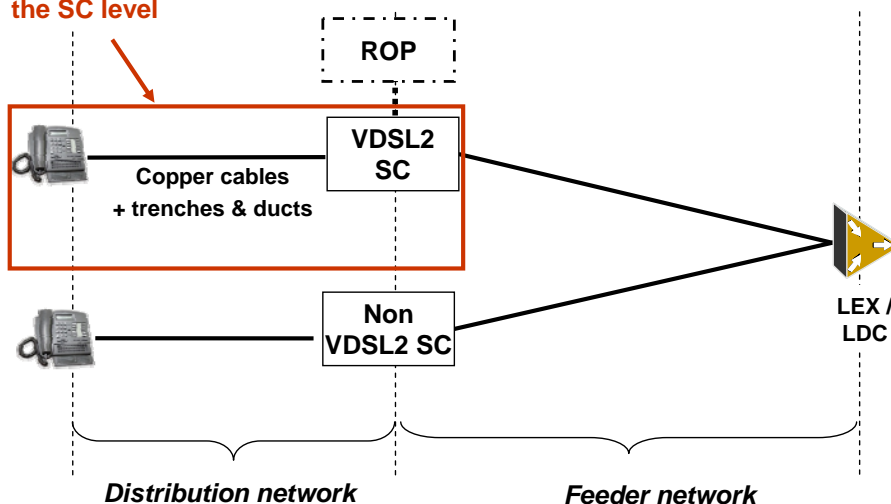 the SC level
ROP
VDSL2
SC
Copper cables
+ trenches & ducts
LEX /
LDC
Non
VDSL2 SC
Distribution network
Feeder network